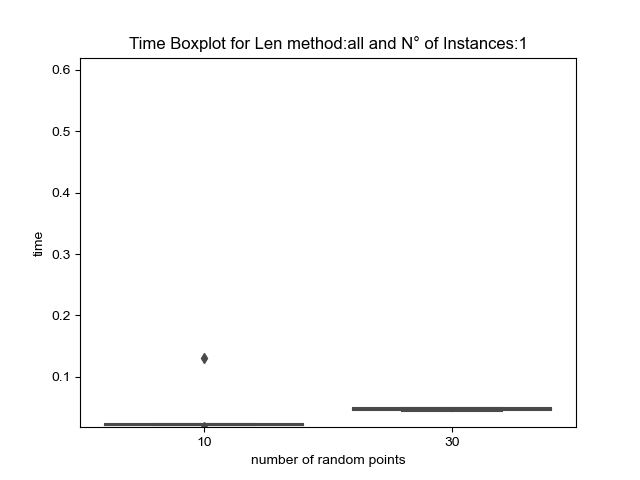 Time Boxplot for Len method:all and N° of Instances:1
0.6
0.5
0.4
0.3
0.2
0.1
time
10 30
number of random points